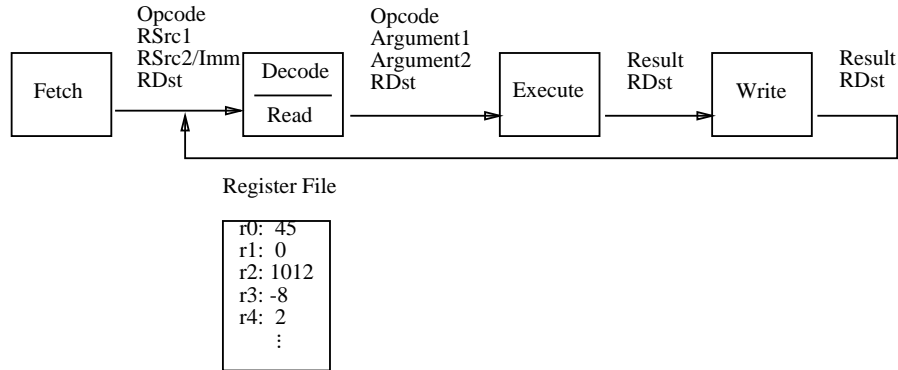 Opcode
RSrc1
RSrc2/Imm
RDst
Opcode
Argument1
Argument2
RDst
Result
RDst
Result
RDst
Fetch
Decode
Read
Execute
Write
Register File
r0: 45
r1: 0
r2: 1012
r3: -8
r4: 2
⋮